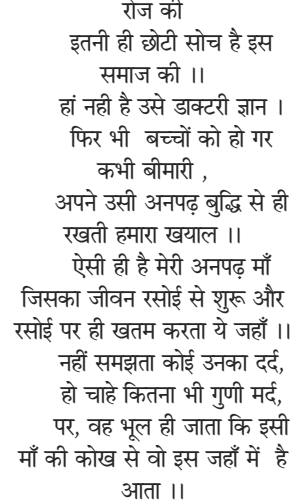 रोज की
इतनी ही छोटी सोच है इस
समाज की ।।
हां नही है उसे डाक्टरी ज्ञान ।
फिर भी बच्चों को हो गर
कभी बीमारी ,
अपने उसी अनपढ़ बुद्धि से ही
रखती हमारा खयाल ।।
ऐसी ही है मेरी अनपढ़ माँ
जिसका जीवन रसोई से शुरू और
रसोई पर ही खतम करता ये जहाँ ।।
नहीं समझता कोई उनका दर्द,
हो चाहे कितना भी गुणी मर्द,
पर, वह भूल ही जाता कि इसी
माँ की कोख से वो इस जहाँ में है
आता ।।